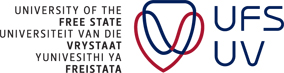 UNIVERSITY OF THE
FREE STATE
UNIVERSITEIT VAN DIE
VRYSTAAT
YUNIVESITHI YA
FREISTATA
UFS
UV